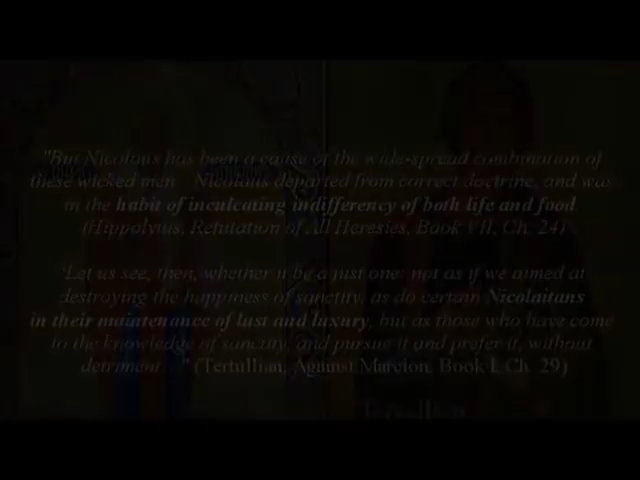 "But Nicolaus has been a cause of the wide-spread combination of
these wicked men    Nicolaus departed from correct doctrine, and was
in the habit of inculcating indifferency of both life and food.
(Hippolytus, Refutation of All Heresies, Book VII, Ch. 24)
"Let us see, then, whether it be a just one: not as if we aimed at
destroying the happiness of sanctity, as do certain Nicolaitans
in their maintenance of lust and luxury, but as those who have come
to the knowledge of sanctity, and pursue it and prefer it, without
detriment ..." (Tertullian, Against Marcion, Book I, Ch. 29)
Tertullian